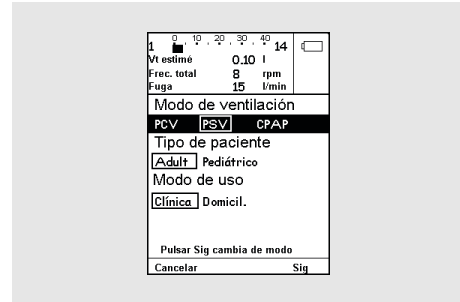 0 10 20 30 40
1 14
Vt estimé 0.10 l
Frec. total 8 rpm
Fuga 15 l/min
Modo de ventilación
PCV PSV CPAP
Tipo de paciente
Adult Pediátrico
Modo de uso
Clínica Domicil.
Pulsar Sig cambia de modo
Cancelar Sig